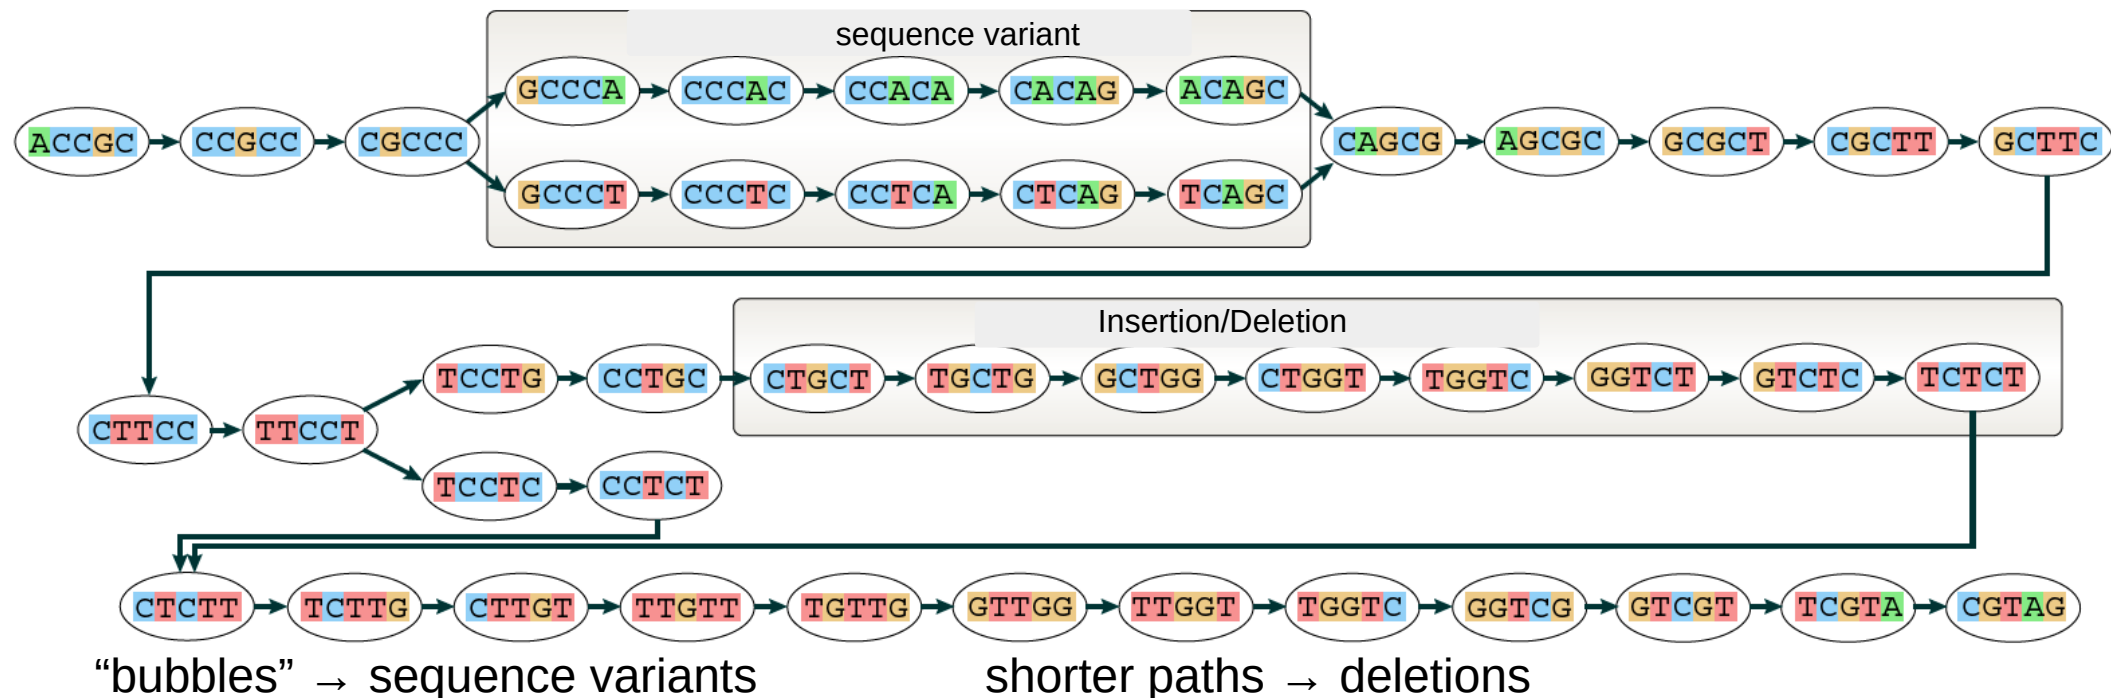 sequence variant
GCCCA CCCAC CCACA CACAG ACAGC
ACCGC CCGCC CGCCC CAGCG AGCGC GCGCT CGCTT GCTTC
GCCCT CCCTC CCTCA CTCAG TCAGC
Insertion/Deletion
TCCTG CCTGC CTGCT TGCTG GCTGG CTGGT TGGTC GGTCT GTCTC TCTCT
CTTCC TTCCT
TCCTC CCTCT
CTCTT TCTTG CTTGT TTGTT TGTTG GTTGG TTGGT TGGTC GGTCG GTCGT TCGTA CGTAG
“bubbles” → sequence variants shorter paths → deletions